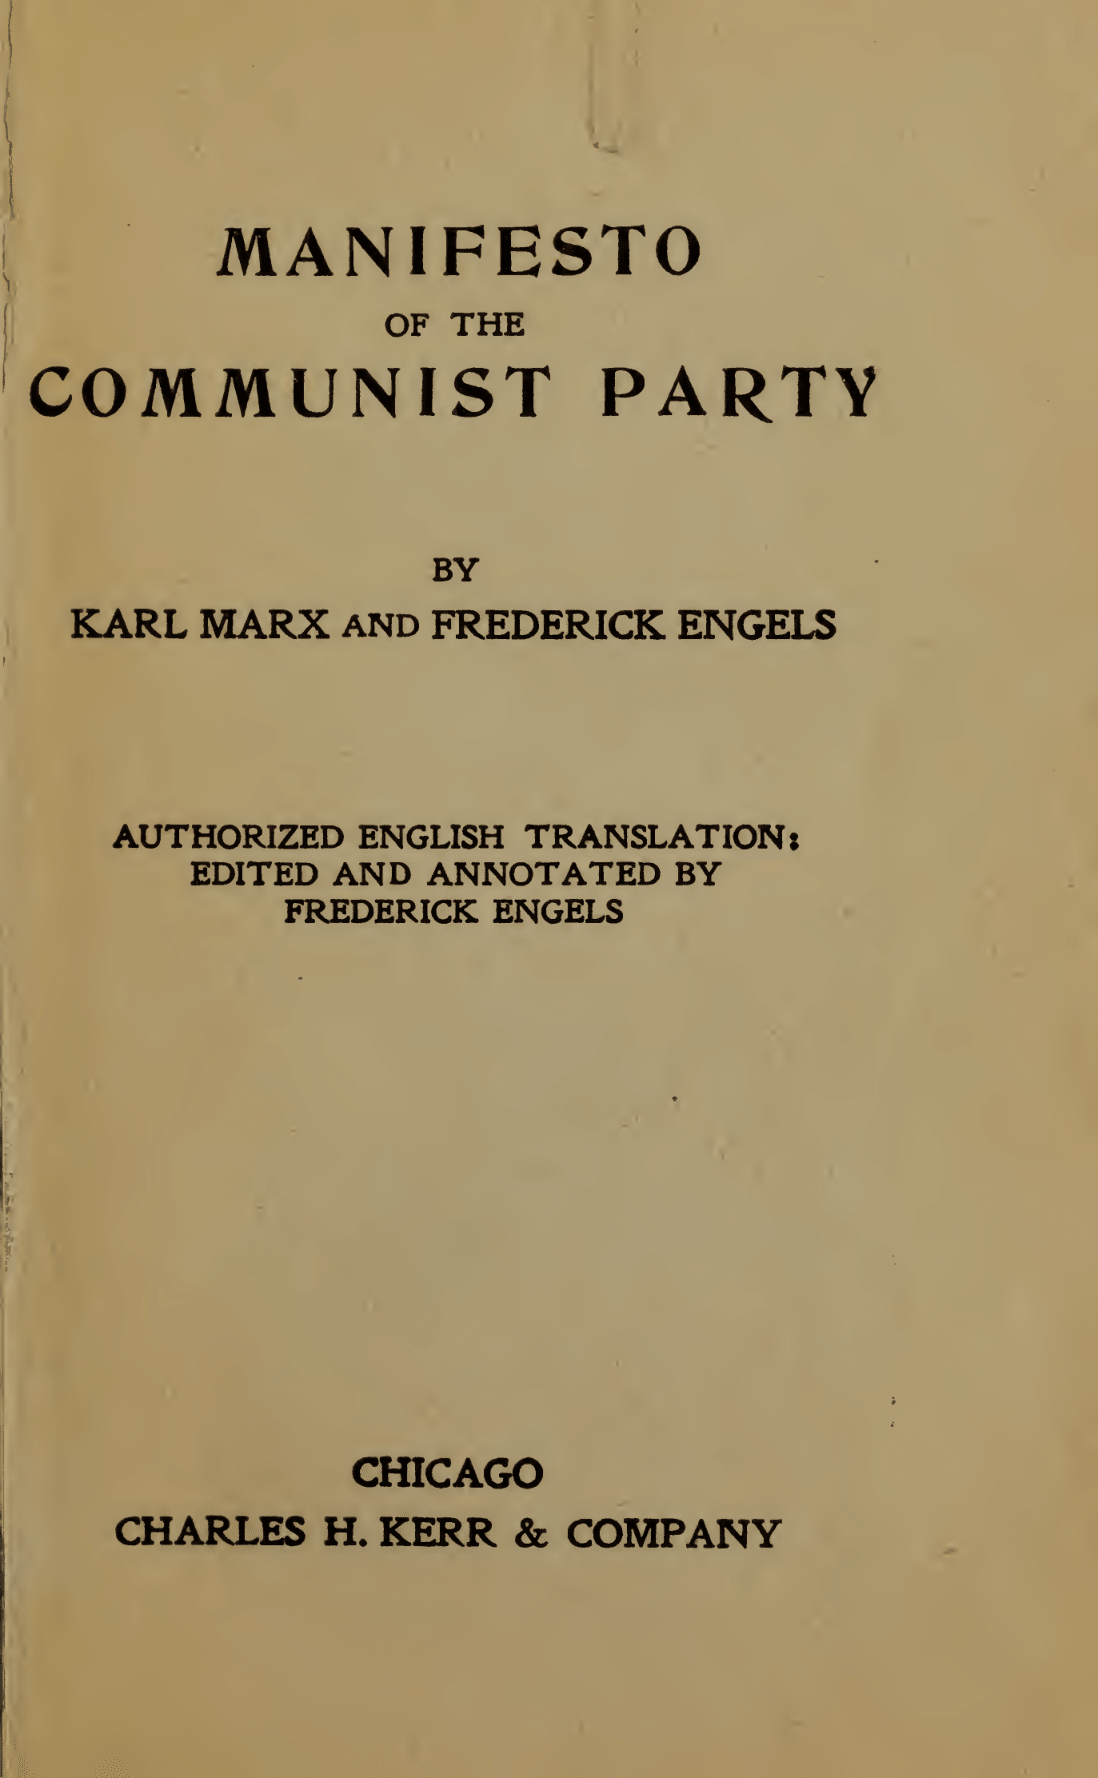 MANIFESTO
OF THE
COMMUNIST PARTY
BY
KARL MARX AND FREDERICK ENGELS
AUTHORIZED ENGLISH TRANSLATION:
EDITED AND ANNOTATED BY
FREDERICK ENGELS
CHICAGO
CHARLES H. KERR & COMPANY